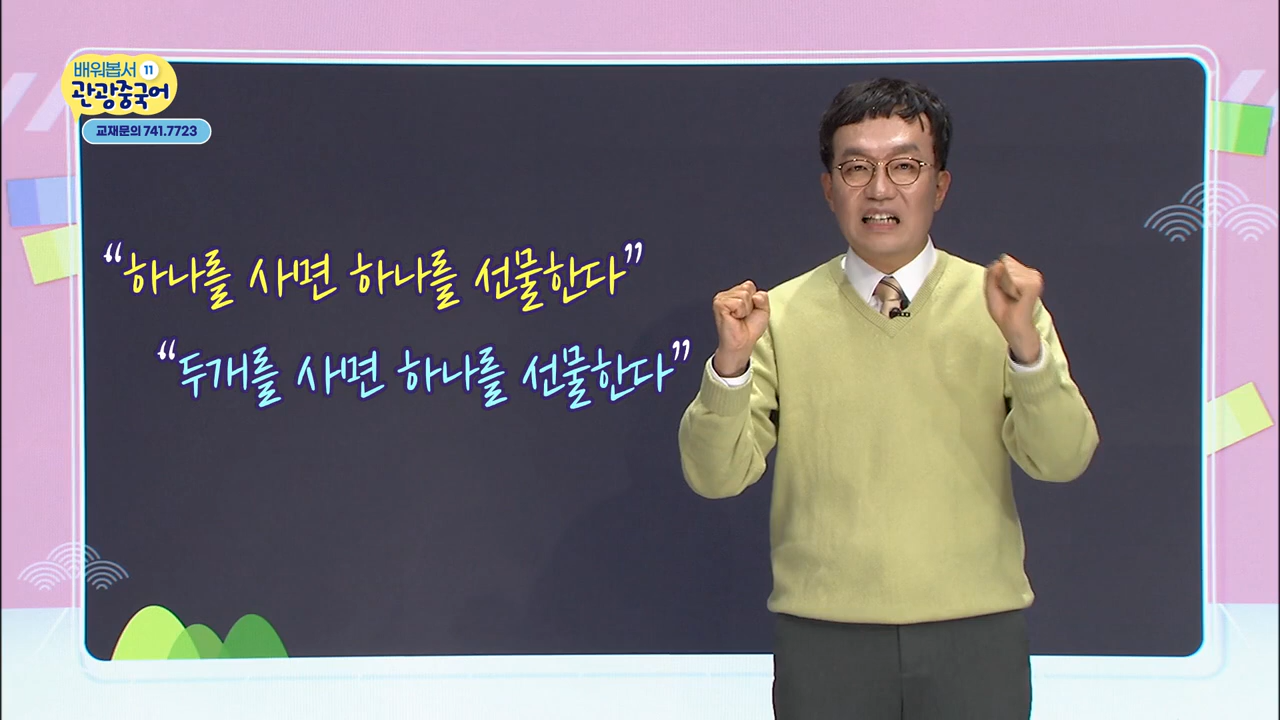 배워봅서 11
관광중국어
교재문의 741.7723
“하나를 사면 하나를 선물한다”
“두개를 사면 하나를 선물한다”